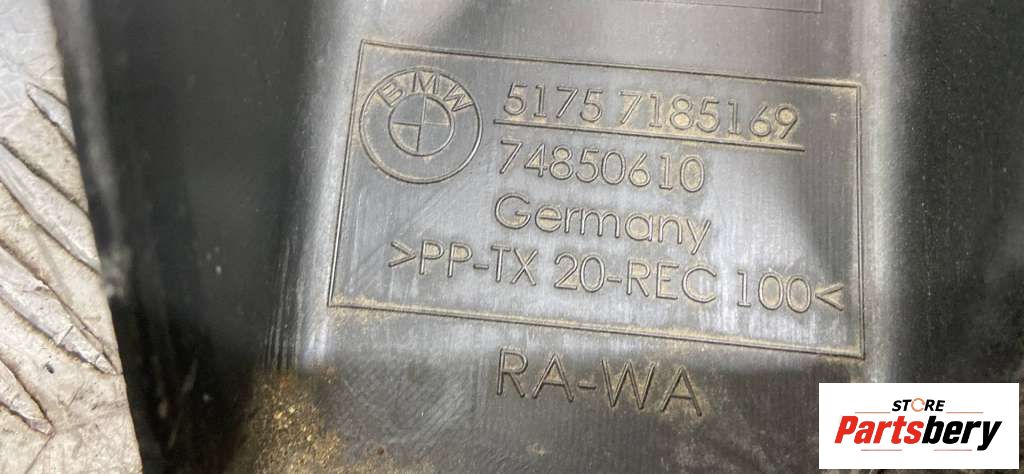 BMW
5175 7185169
74850610
Germany
>PP-TX 20-REC 100<
RA-WA
STORE
Partsbery